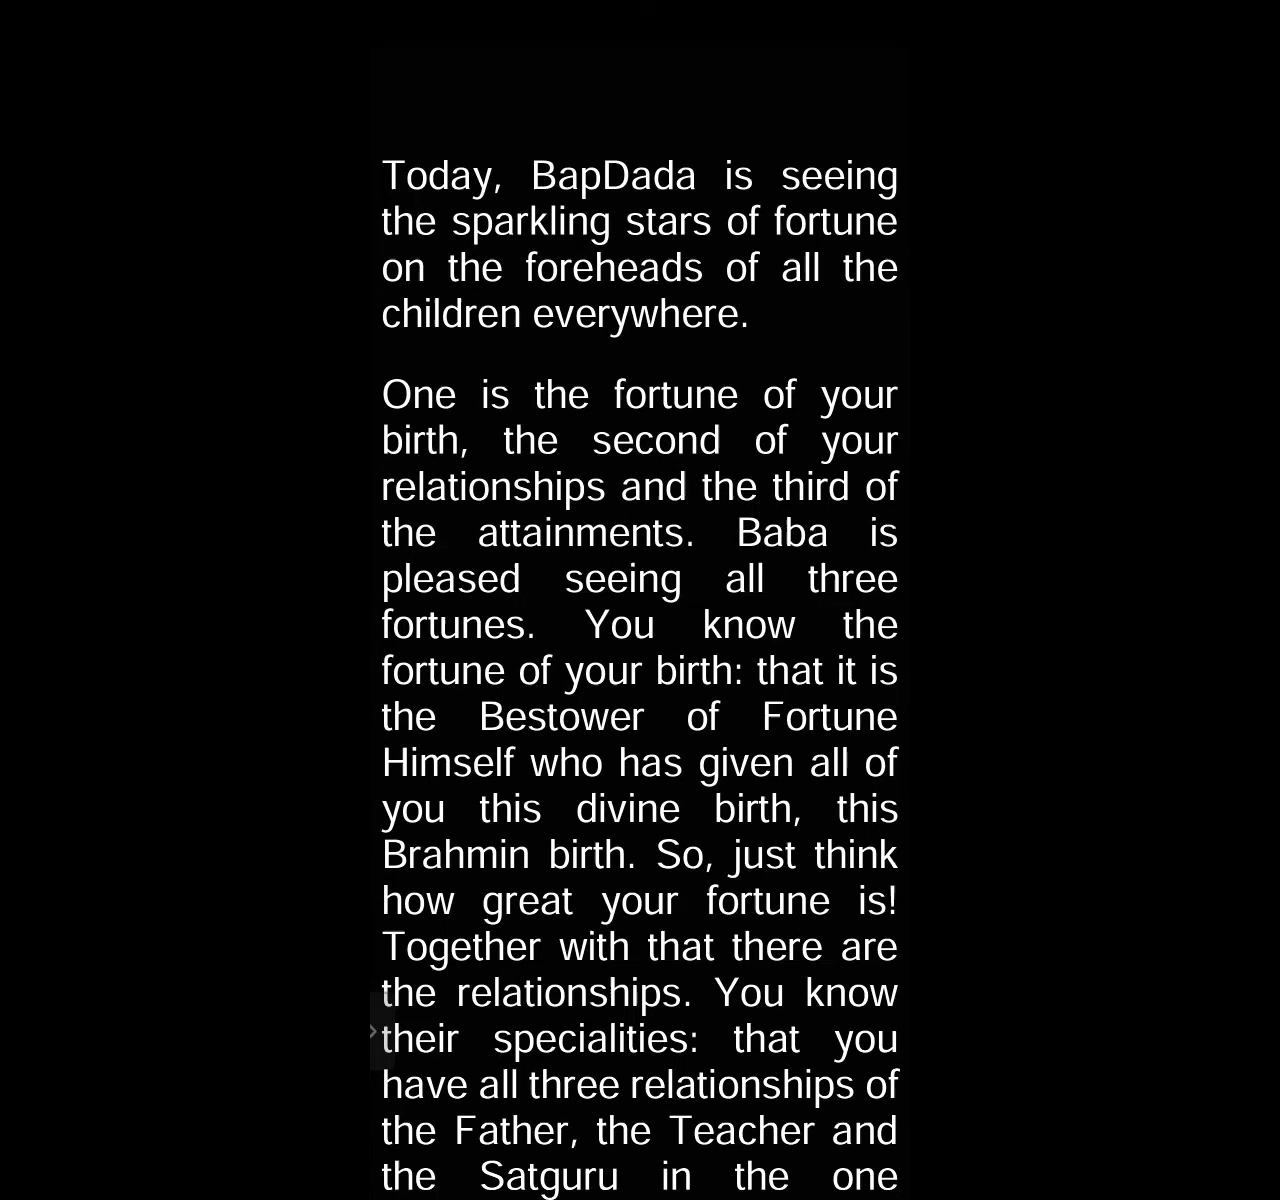 Today, BapDada is seeing
the sparkling stars of fortune
on the foreheads of all the
children everywhere.
One is the fortune of your
birth, the second of your
relationships and the third of
the attainments. Baba is
pleased seeing all three
fortunes. You know the
fortune of your birth: that it is
the Bestower of Fortune
Himself who has given all of
you this divine birth, this
Brahmin birth. So, just think
how great your fortune is!
Together with that there are
the relationships. You know
their specialities: that you
have all three relationships of
the Father, the Teacher and
the Satguru in the one